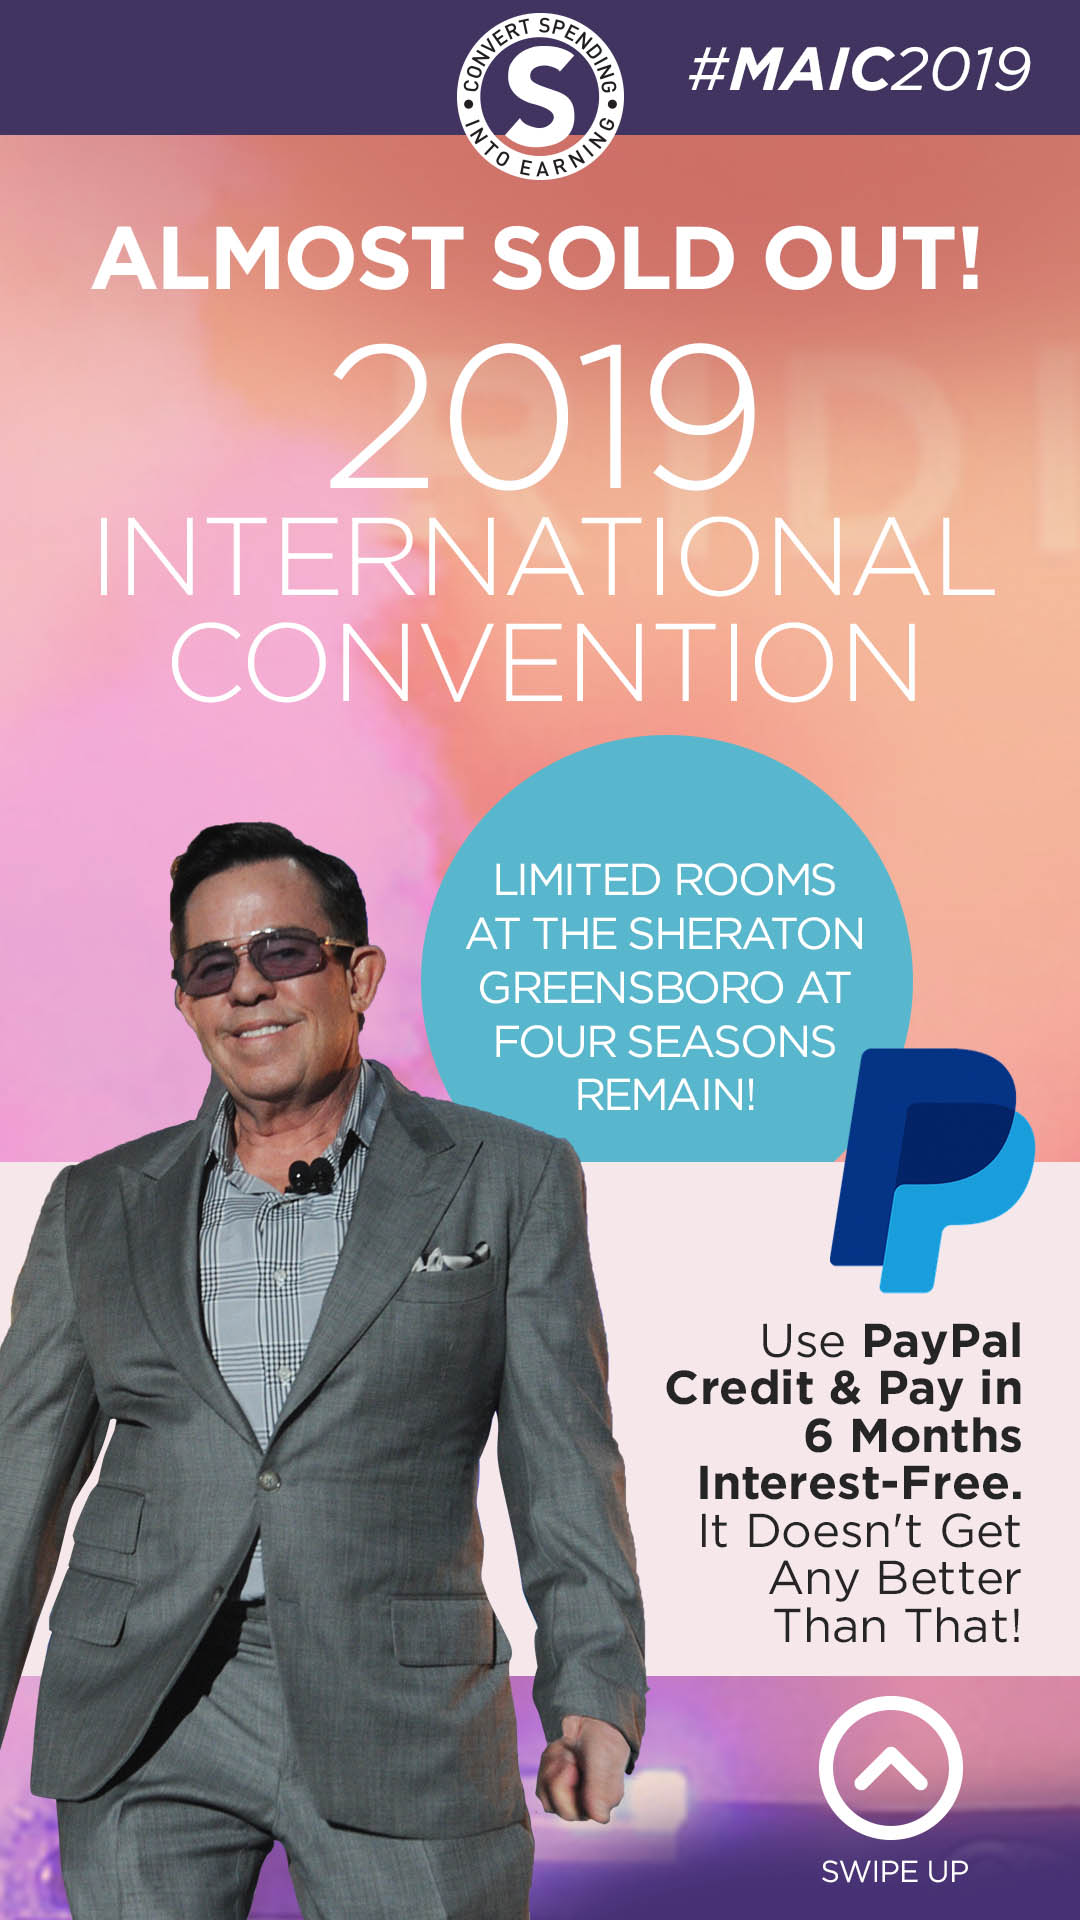 CONVERT SPENDING
S
INTO EARNING
#MAIC2019
ALMOST SOLD OUT!
2019
INTERNATIONAL
CONVENTION
LIMITED ROOMS
AT THE SHERATON
GREENSBORO AT
FOUR SEASONS
REMAIN!
Use PayPal
Credit & Pay in
6 Months
Interest-Free.
It Doesn't Get
Any Better
Than That!
SWIPE UP